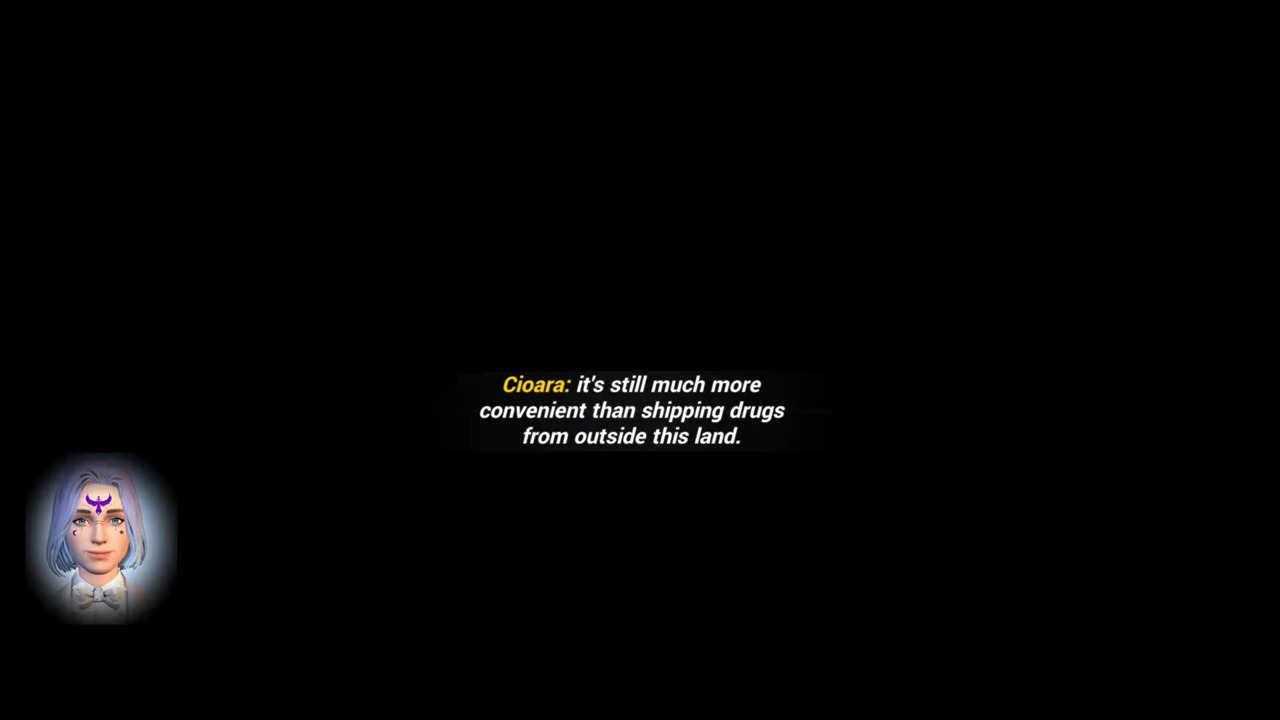 Cioara: it's still much more
convenient than shipping drugs
from outside this land.